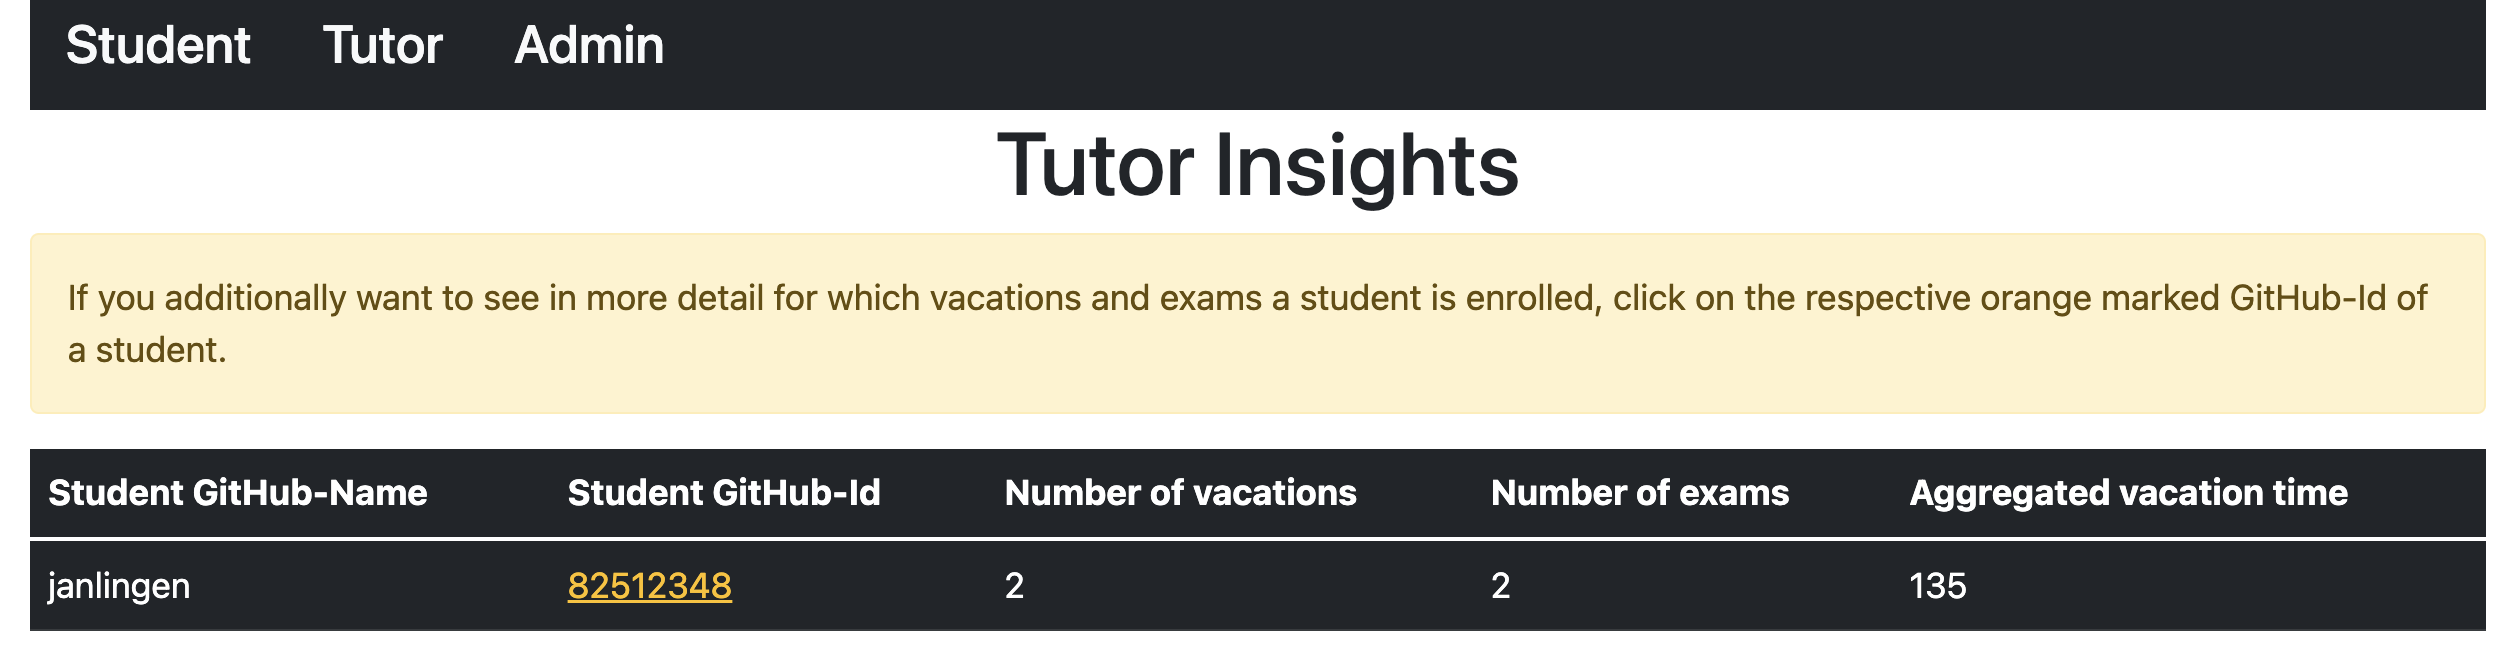 Student Tutor Admin
Tutor Insights
If you additionally want to see in more detail for which vacations and exams a student is enrolled, click on the respective orange marked GitHub-Id of
a student.
Student GitHub-Name Student GitHub-Id Number of vacations Number of exams Aggregated vacation time
janlingen 82512348 2 2 135